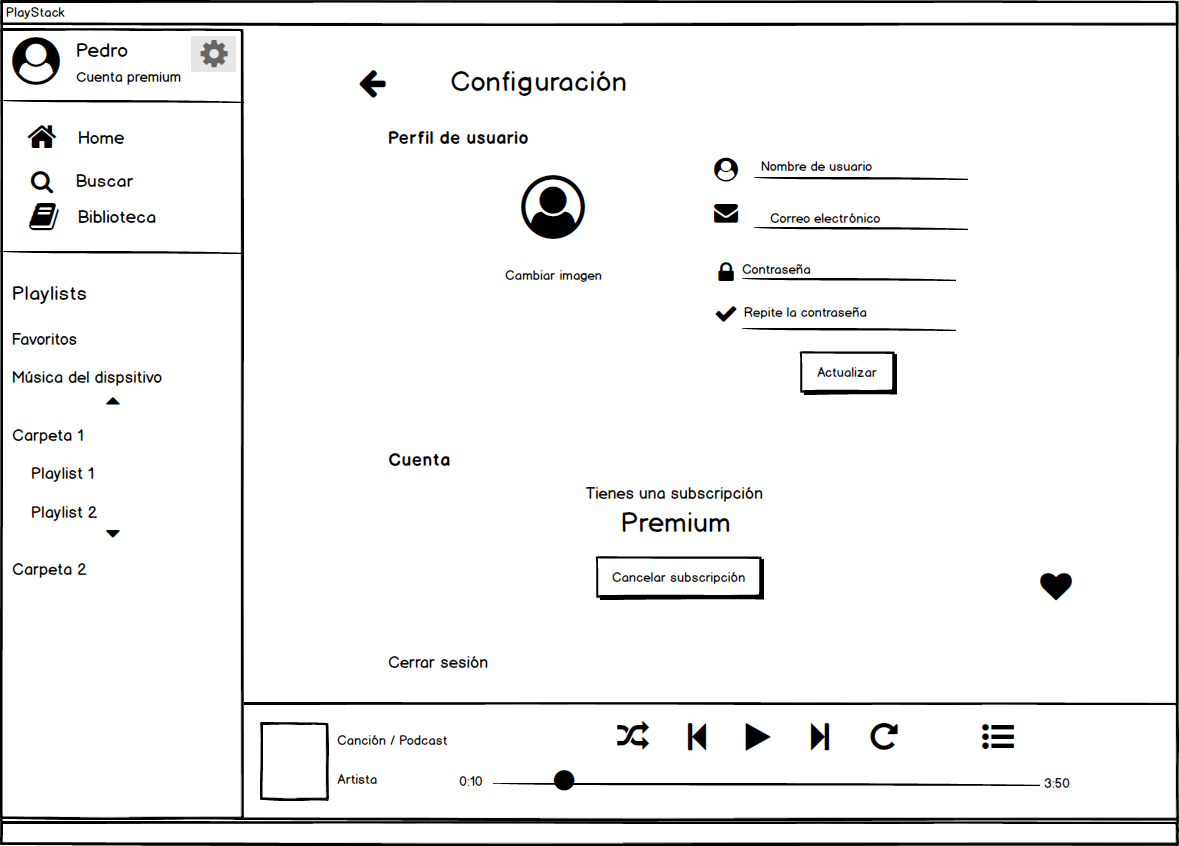 PlayStack
Pedro
Cuenta premium
Home
Buscar
Biblioteca
Playlists
Favoritos
Música del dispsitivo
Carpeta 1
Playlist 1
Playlist 2
Carpeta 2
Configuración
Perfil de usuario
Cambiar imagen
Nombre de usuario
Correo electrónico
Contraseña
Repite la contraseña
Actualizar
Cuenta
Tienes una subscripción
Premium
Cancelar subscripción
Cerrar sesión
Canción / Podcast
Artista
0:10
3:50